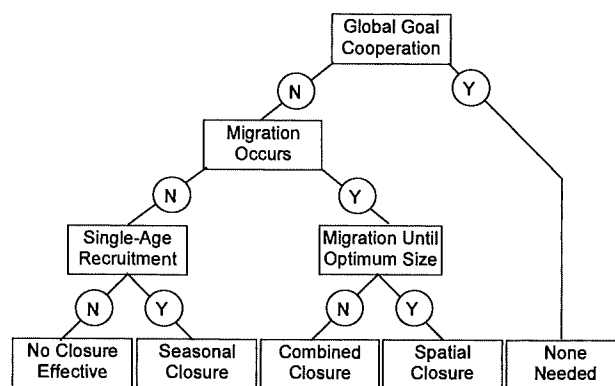 Global Goal
Cooperation
N
Y
Migration
Occurs
N
Y
Single-Age
Recruitment
Migration Until
Optimum Size
N
Y
N
Y
No Closure
Effective
Seasonal
Closure
Combined
Closure
Spatial
Closure
None
Needed